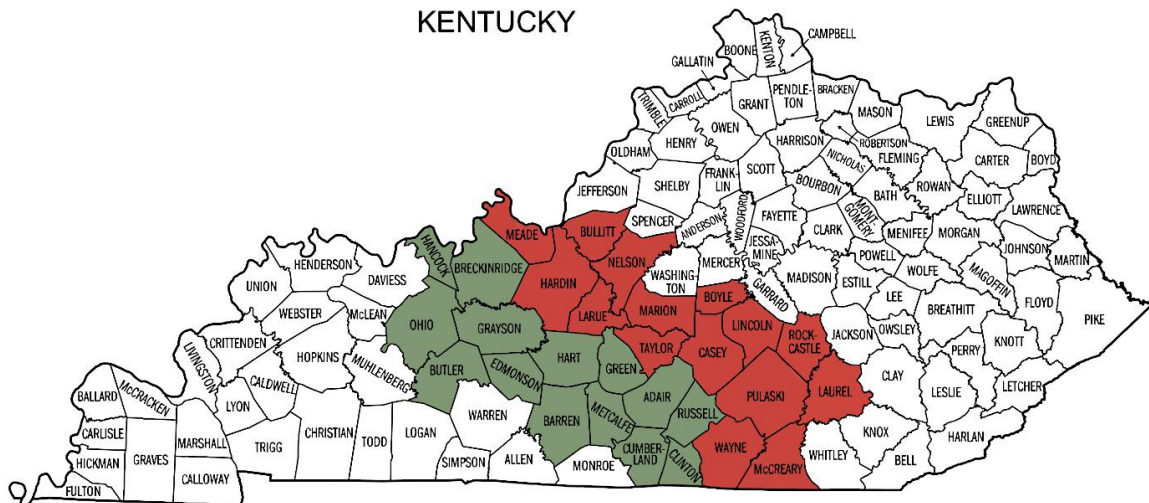 KENTUCKY
CAMPBELL
BOONE
KENTON
GALLATIN
TRIMBLE
CARROLL
GRANT
PENDLE-
TON
BRACKEN
MASON
LEWIS
GREENUP
OWEN
HENRY
OLDHAM
HARRISON
ROBERTSON
FLEMING
CARTER
BOYD
NICHOLAS
JEFFERSON
SHELBY
FRANK-
LIN
SCOTT
BOURBON
BATH
ROWAN
ELLIOTT
LAWRENCE
SPENCER
ANDERSON
WOODFORD
FAYETTE
CLARK
MONT-
GOMERY
MENIFEE
MORGAN
JOHNSON
MARTIN
MEADE
BULLITT
NELSON
WASHING-
TON
MERCER
JESSA-
MINE
GARRARD
MADISON
ESTILL
POWELL
WOLFE
MAGOFFIN
FLOYD
PIKE
HANCOCK
BRECKINRIDGE
HARDIN
LARUE
MARION
BOYLE
LINCOLN
ROCK-
CASTLE
JACKSON
LEE
OWSLEY
BREATHITT
KNOTT
PERRY
UNION
HENDERSON
DAVIESS
WEBSTER
McLEAN
OHIO
GRAYSON
HART
GREEN
TAYLOR
CASEY
PULASKI
LAUREL
CLAY
LESLIE
LETCHER
CRITTENDEN
LIVINGSTON
HOPKINS
MUHLENBERG
BUTLER
EDMONSON
ADAIR
RUSSELL
KNOX
HARLAN
BALLARD
McCRACKEN
LYON
CALDWELL
WARREN
BARREN
METCALFE
WAYNE
McCREARY
WHITLEY
BELL
CARLISLE
GRAVES
MARSHALL
TRIGG
CHRISTIAN
TODD
LOGAN
SIMPSON
ALLEN
MONROE
CUMBER-
LAND
CLINTON
HICKMAN
FULTON
CALLOWAY